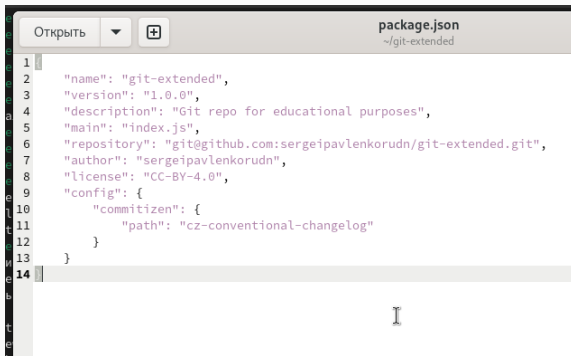 Открыть
package.json
~/git-extended
1 {
2     "name": "git-extended",
3     "version": "1.0.0",
4     "description": "Git repo for educational purposes",
5     "main": "index.js",
6     "repository": "git@github.com:sergeipavlenkorudn/git-extended.git",
7     "author": "sergeipavlenkorudn",
8     "license": "CC-BY-4.0",
9     "config": {
10         "commitizen": {
11             "path": "cz-conventional-changelog"
12         }
13     }
14 }